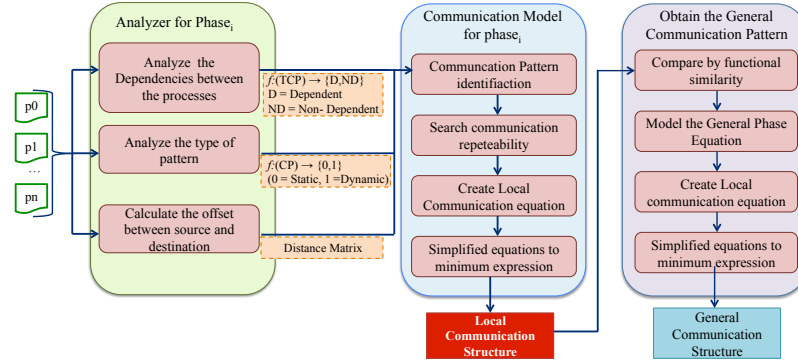 Analyzer for Phaseᵢ
p0
p1
...
pn
Analyze the
Dependencies between
the processes
Analyze the type of
pattern
Calculate the offset
between source and
destination
f:(TCP) → {D,ND}
D = Dependent
ND = Non- Dependent
f:(CP) → {0,1}
(0 = Static, 1 =Dynamic)
Distance Matrix
Communication Model
for phaseᵢ
Communcation Pattern
identifiaction
Search communication
repeteability
Create Local
Communication equation
Simplified equations to
minimum expression
Local
Communication
Structure
Obtain the General
Communication Pattern
Compare by functional
similarity
Model the General Phase
Equation
Create Local
communication equation
Simplified equations to
minimum expression
General
Communication
Structure